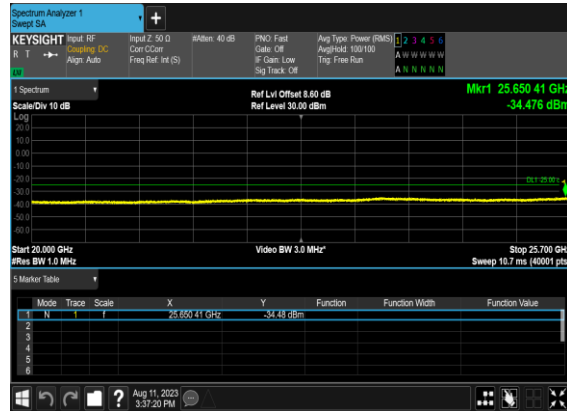 Spectrum Analyzer 1
Swept SA
+
KEYSIGHT
R T
Input: RF
Coupling: DC
Align: Auto
Input Z: 50 Ω
Corr CCorr
Freq Ref: Int (S)
#Atten: 40 dB
PNO: Fast
Gate: Off
IF Gain: Low
Sig Track: Off
Avg Type: Power (RMS)
Avg|Hold: 100/100
Trig: Free Run
1 2 3 4 5 6
A W W W W W
A N N N N N
1 Spectrum
Scale/Div 10 dB
Ref Lvl Offset 8.60 dB
Ref Level 30.00 dBm
Mkr1 25.650 41 GHz
-34.476 dBm
Log
20.0
10.0
0.00
-10.0
-20.0
-30.0
-40.0
-50.0
-60.0
Start 20.000 GHz
#Res BW 1.0 MHz
Video BW 3.0 MHz*
Stop 25.700 GHz
Sweep 10.7 ms (40001 pts
5 Marker Table
Mode Trace Scale X Y Function Function Width Function Value
1 N 1 f 25.650 41 GHz -34.48 dBm
2
3
4
5
6
?
Aug 11, 2023
3:37:20 PM